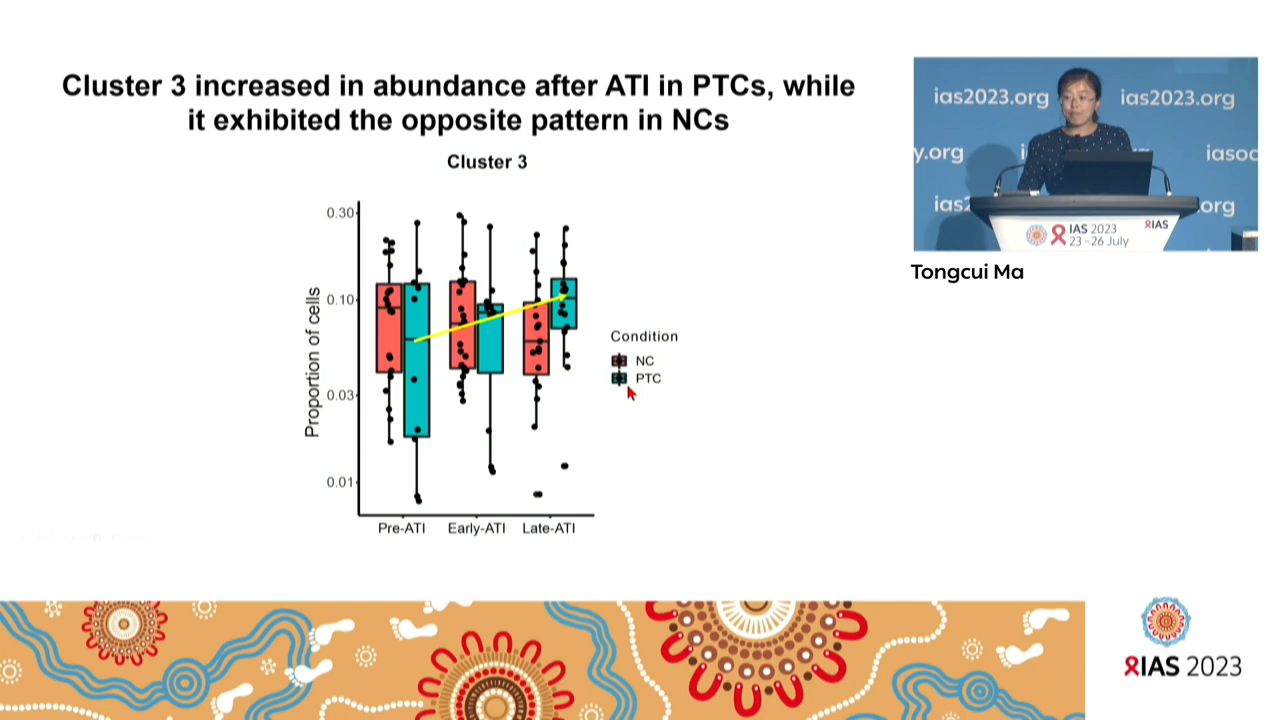 Cluster 3 increased in abundance after ATI in PTCs, while
it exhibited the opposite pattern in NCs
Cluster 3
Proportion of cells
0.30
0.10
0.03
0.01
Pre-ATI Early-ATI Late-ATI
Condition
NC
PTC
ias2023.org ias2023.org
y.org i iasoc
ias2 .org
IAS 2023
23-26 July
IAS
Tongcui Ma
IAS 2023